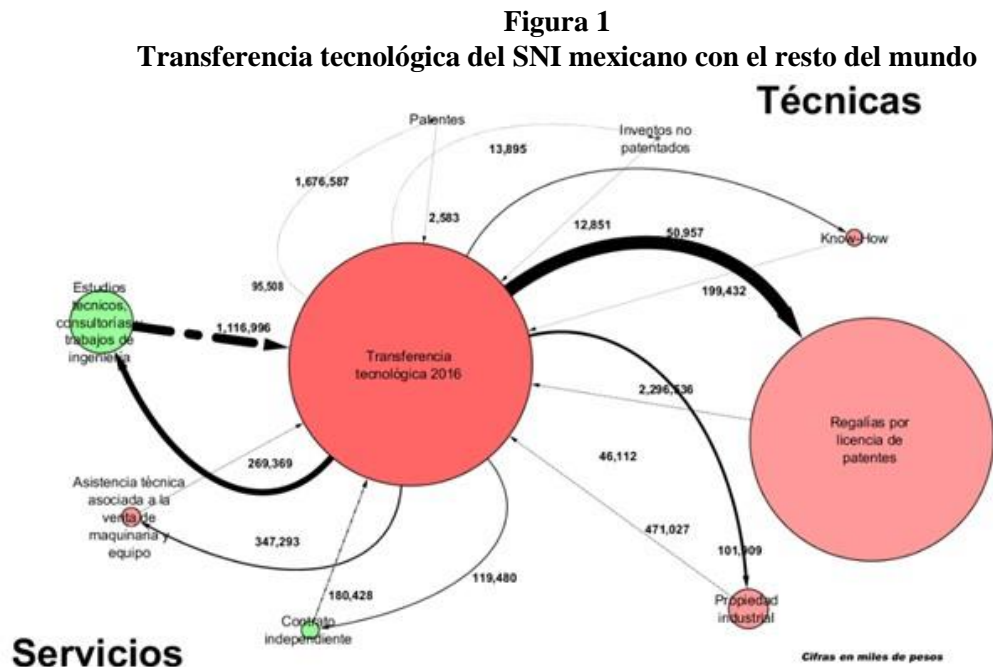 Figura 1
Transferencia tecnológica del SNI mexicano con el resto del mundo
Técnicas
Patentes
Inventos no
patentados
13,895
1,676,587
2,583
12,851
50,957
Know-How
199,432
95,508
Estudios
técnicos,
consultorías y
trabajos de
ingeniería
1,116,996
Transferencia
tecnológica 2016
2,296,536
Regalías por
licencia de
patentes
46,112
269,369
Asistencia técnica
asociada a la
venta de
maquinaria y
equipo
347,293
471,027
101,909
119,480
180,428
Contrato
independiente
Propiedad
industrial
Servicios
Cifras en miles de pesos